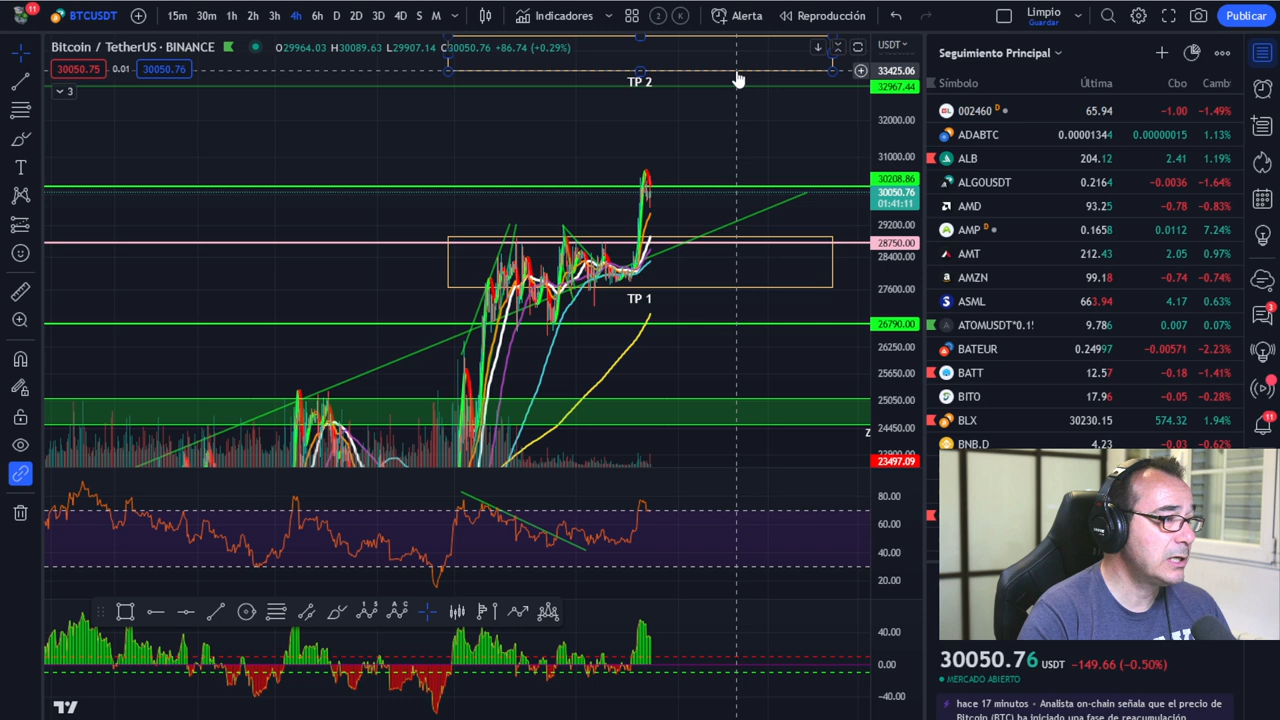 11
BTCUSDT
15m 30m 1h 2h 3h 4h 6h D 2D 3D 4D S M
Indicadores
2 K
Alerta
Reproducción
Limpio
Guardar
Publicar
Bitcoin / TetherUS · BINANCE
O29964.03 H30089.63 L29907.14 C30050.76 +86.74 (+0.29%)
30050.75 0.01 30050.76
3
USDT
33425.06
32967.44
32000.00
31000.00
30208.86
30050.76
01:41:11
29200.00
28750.00
28400.00
27600.00
26790.00
26250.00
25650.00
25050.00
24450.00
23497.09
TP 2
TP 1
Z
80.00
60.00
40.00
20.00
40.00
0.00
−40.00
Seguimiento Principal
Símbolo Última Cbo Camb
002460 D 65.94 −1.00 −1.49%
ADABTC 0.00001344 0.00000015 1.13%
ALB 204.12 2.41 1.19%
ALGOUSDT 0.2164 −0.0036 −1.64%
AMD 93.25 −0.78 −0.83%
AMP D 0.1658 0.0112 7.24%
AMT 212.43 2.05 0.97%
AMZN 99.18 −0.74 −0.74%
ASML 663.94 4.17 0.63%
ATOMUSDT*0.1! 9.786 0.007 0.07%
BATEUR 0.24997 −0.00571 −2.23%
BATT 12.57 −0.18 −1.41%
BITO 17.96 −0.05 −0.28%
BLX 30230.15 574.32 1.94%
BNB.D 4.23 −0.03 −0.62%
3
11
30050.76 USDT −149.66 (−0.50%)
MERCADO ABIERTO
hace 17 minutos • Analista on-chain señala que el precio de
Bitcoin (BTC) ha iniciado una fase de reacumulación